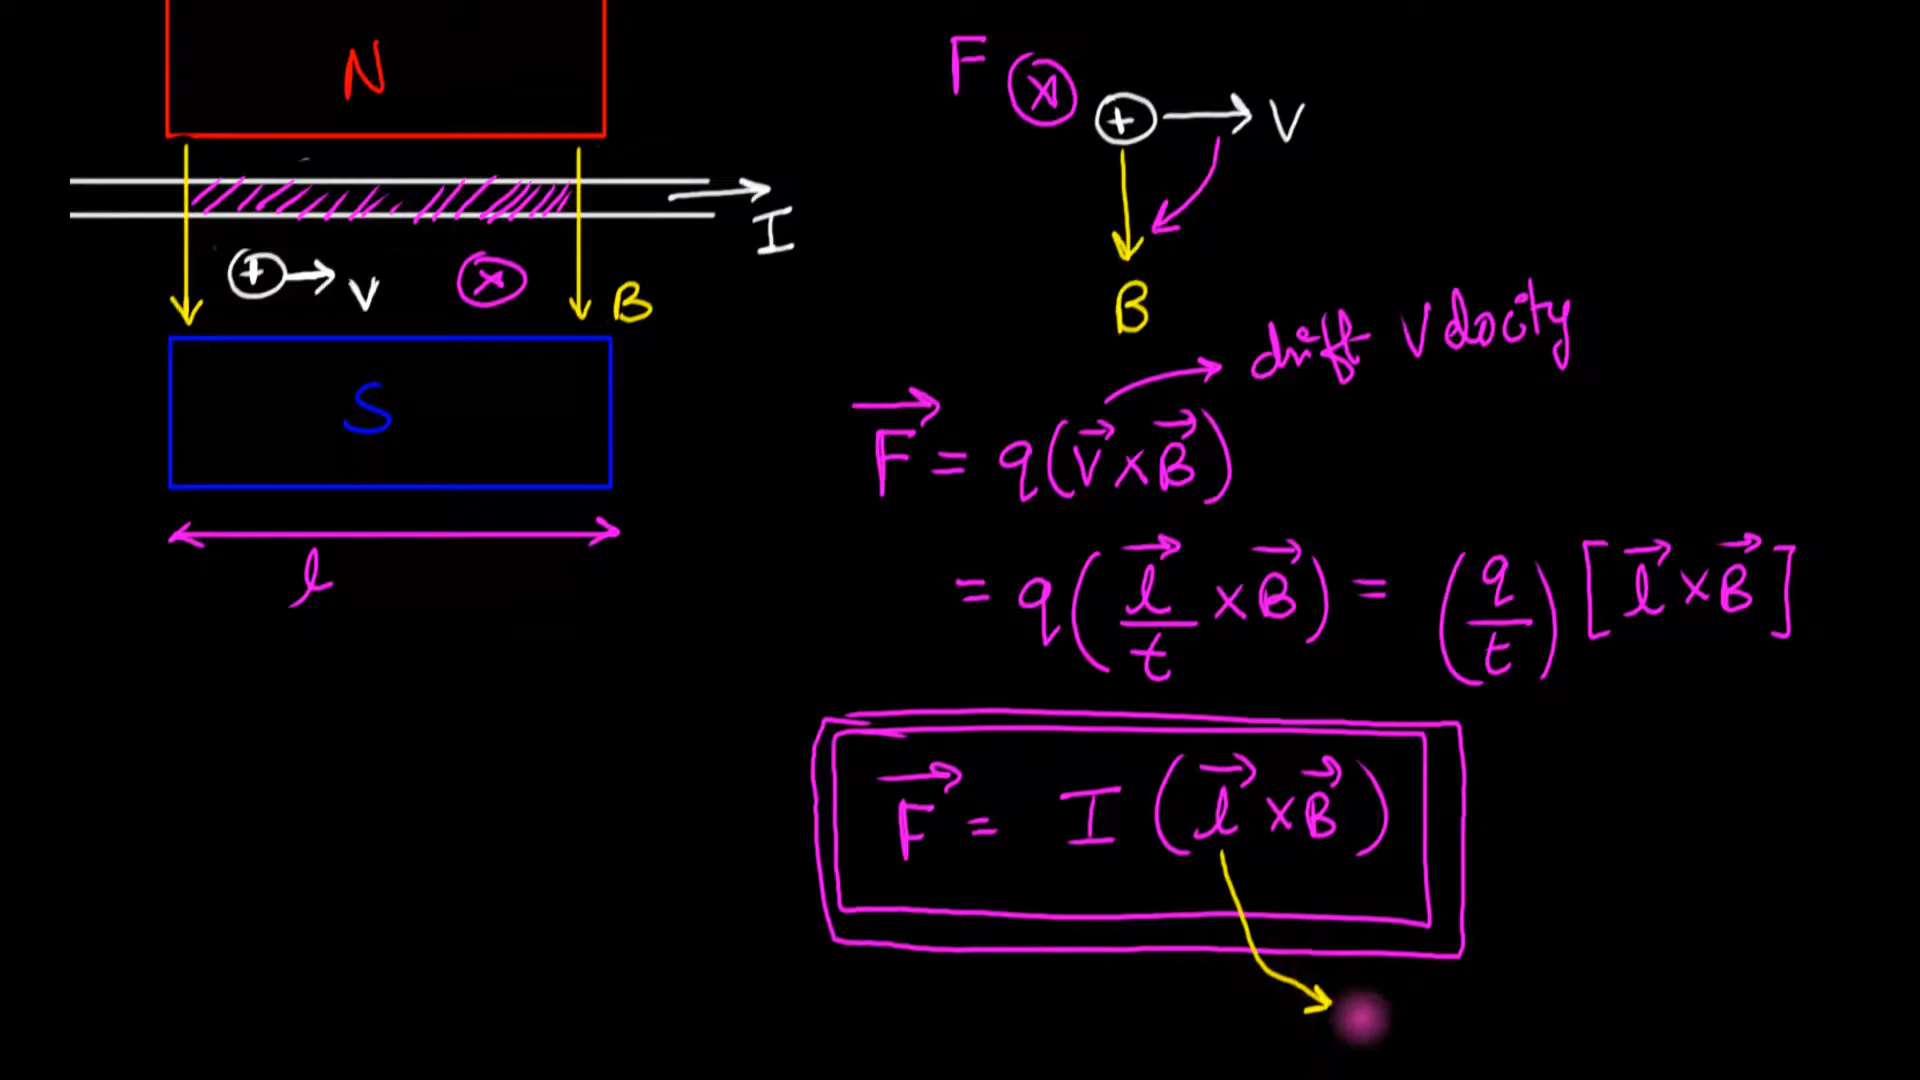 N
I
+ V × B
S
l
F × + V
B
drift Velocity
F = q(v×B)
= q(l/t ×B) = (q/t) [l×B]
F = I (l×B)